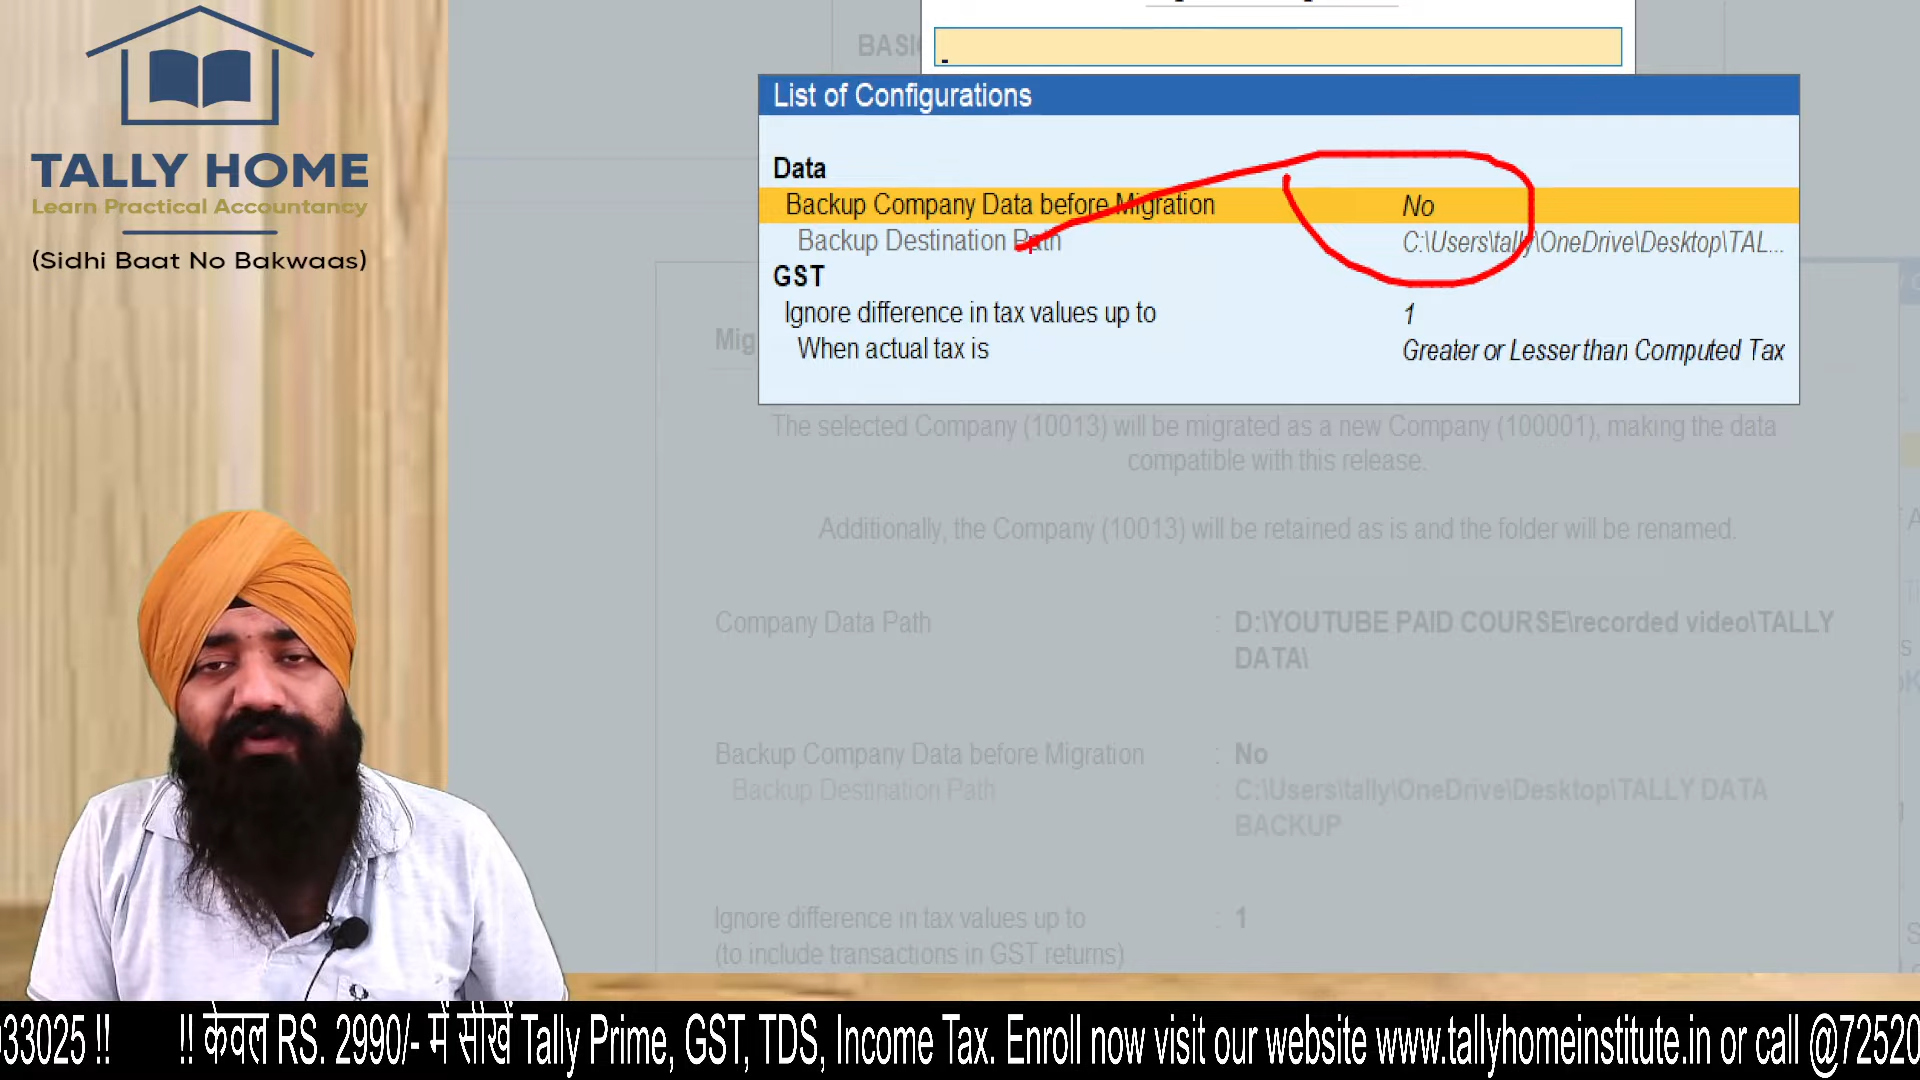 TALLY HOME
Learn Practical Accountancy
(Sidhi Baat No Bakwaas)
BASI
List of Configurations
Data
Backup Company Data before Migration No
Backup Destination Path C:\Users\tally\OneDrive\Desktop\TAL...
GST
Ignore difference in tax values up to 1
When actual tax is Greater or Lesser than Computed Tax
Mig
The selected Company (10013) will be migrated as a new Company (100001), making the data
compatible with this release.
Additionally, the Company (10013) will be retained as is and the folder will be renamed.
Company Data Path : D:\YOUTUBE PAID COURSE\recorded video\TALLY
DATA\
Backup Company Data before Migration : No
Backup Destination Path : C:\Users\tally\OneDrive\Desktop\TALLY DATA
BACKUP
Ignore difference in tax values up to : 1
(to include transactions in GST returns)
33025 !! !! केवल RS. 2990/- में सीखें Tally Prime, GST, TDS, Income Tax. Enroll now visit our website www.tallyhomeinstitute.in or call @72520